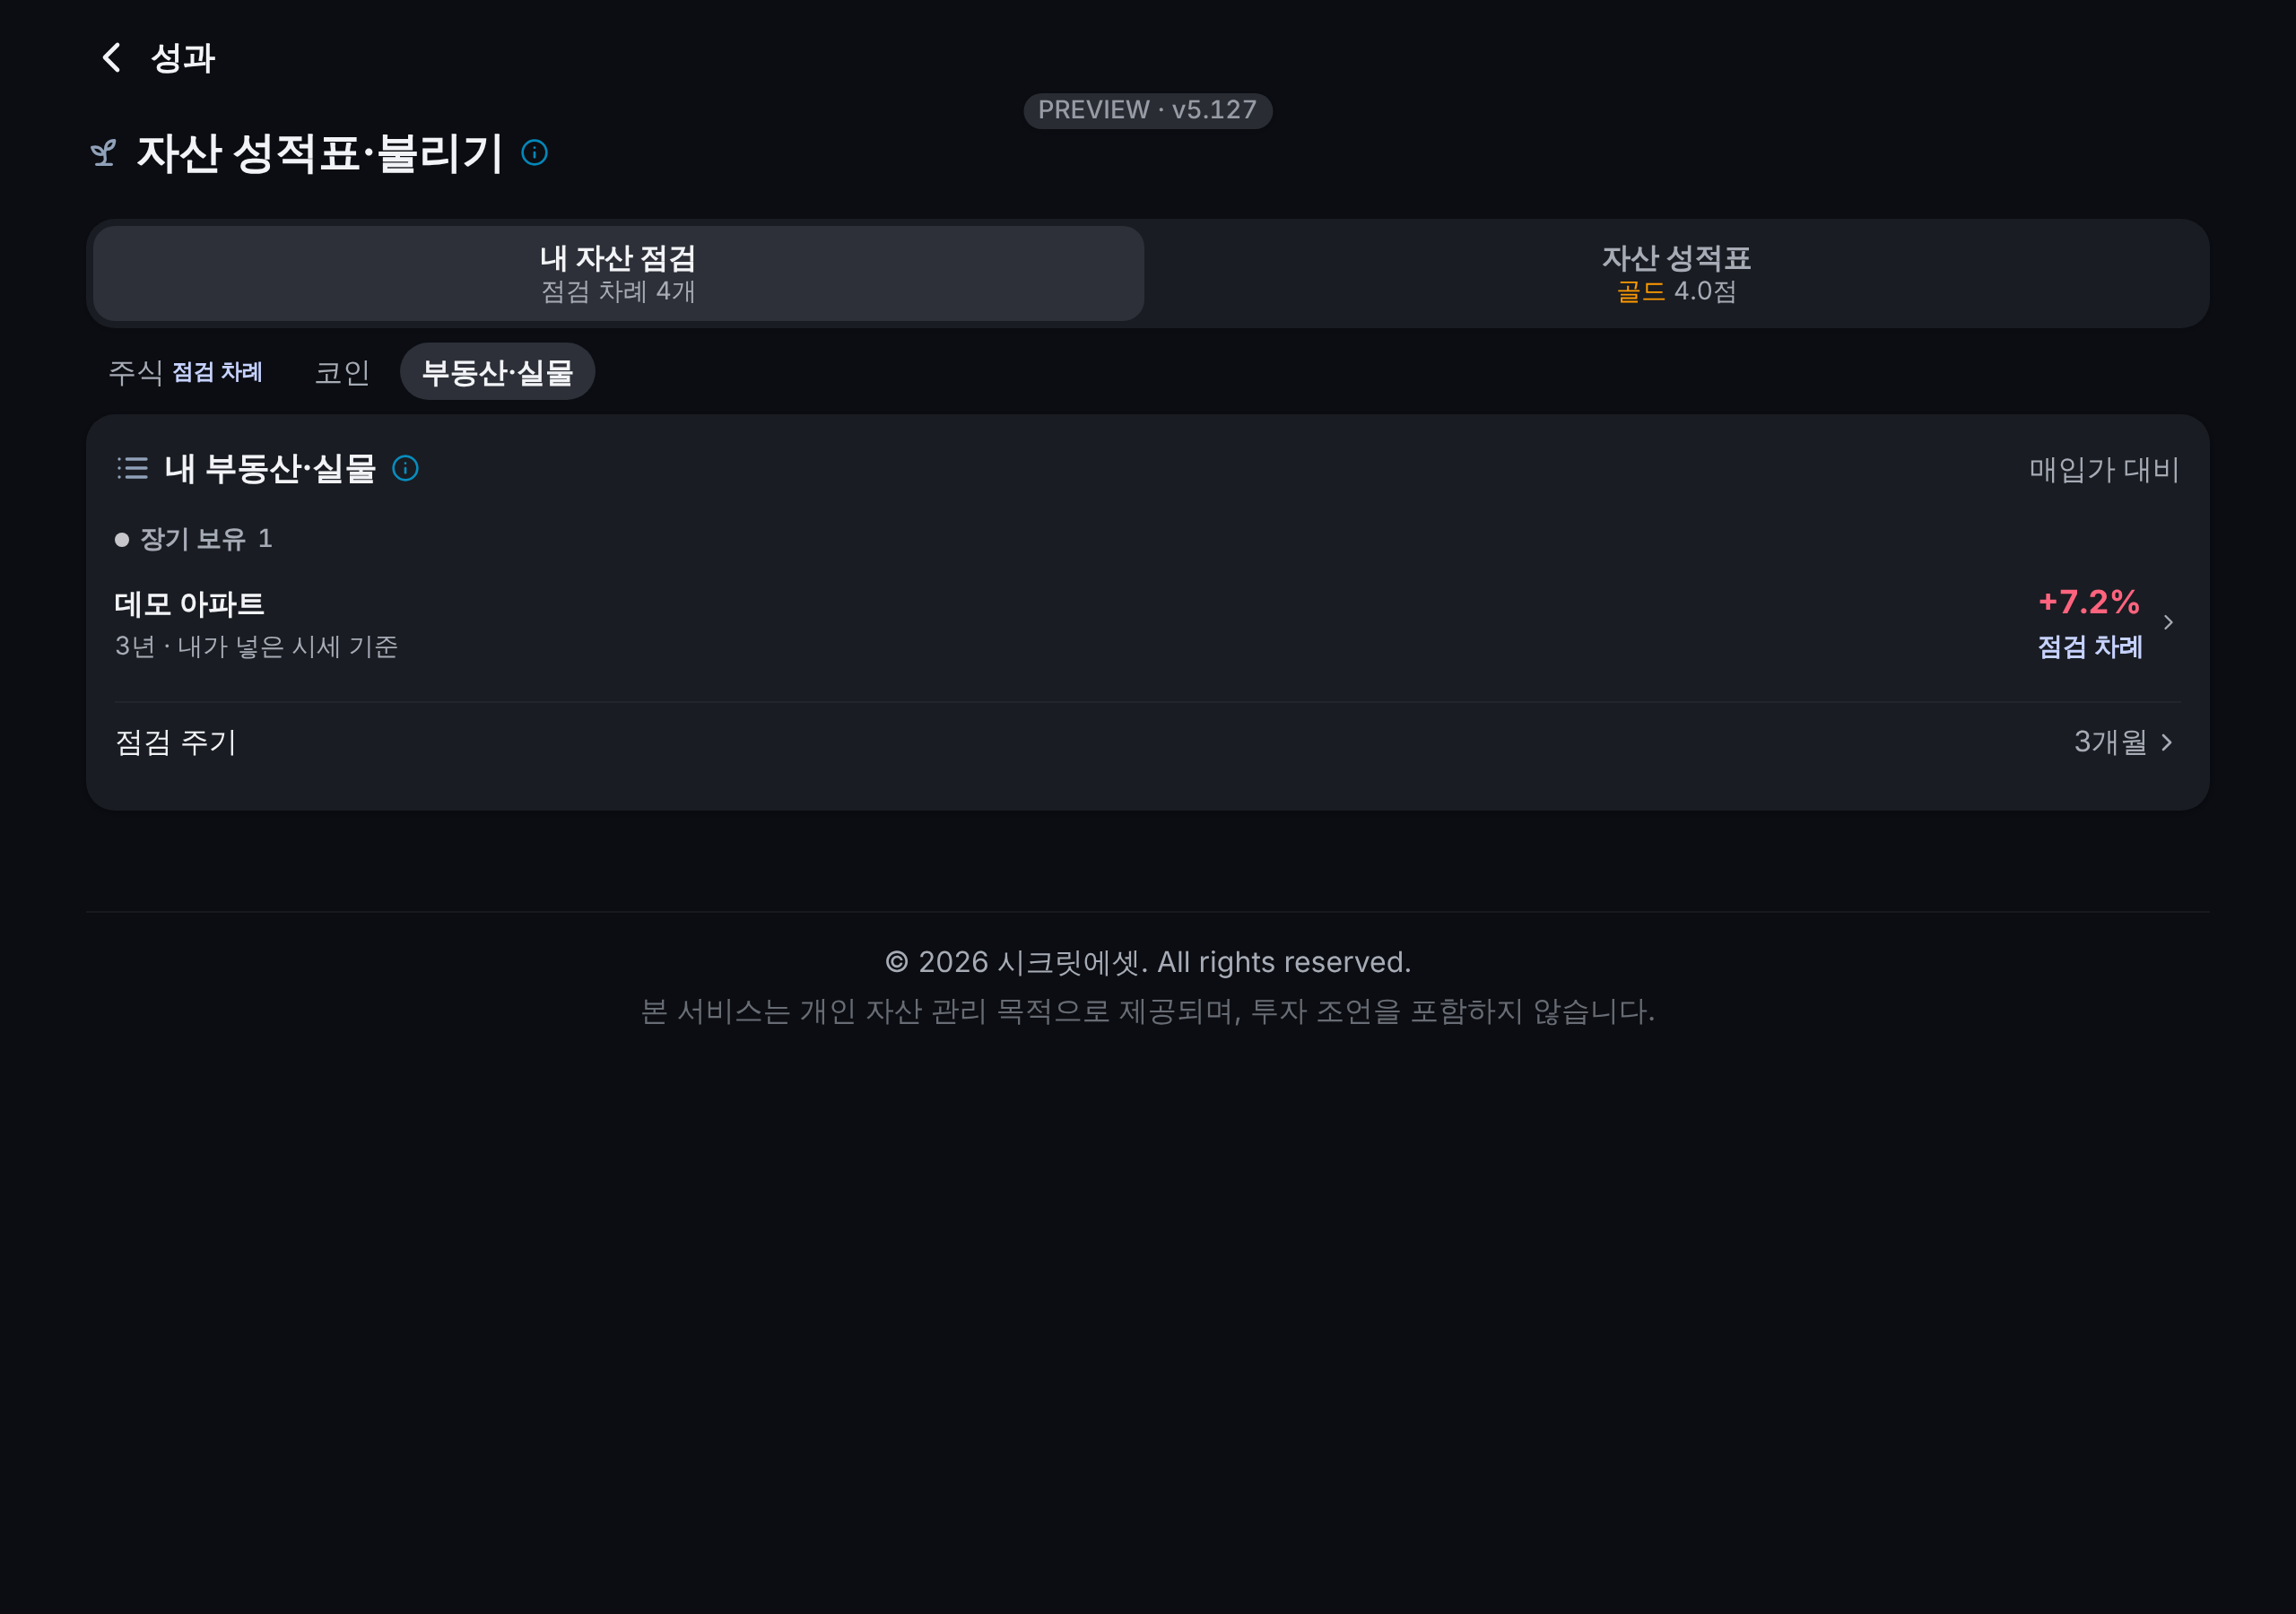 성과
PREVIEW · v5.127
자산 성적표·불리기
내 자산 점검
점검 차례 4개
자산 성적표
골드 4.0점
주식 점검 차례 코인 부동산·실물
내 부동산·실물
매입가 대비
장기 보유 1
데모 아파트
+7.2%
3년 · 내가 넣은 시세 기준
점검 차례
점검 주기
3개월
© 2026 시크릿에셋. All rights reserved.
본 서비스는 개인 자산 관리 목적으로 제공되며, 투자 조언을 포함하지 않습니다.